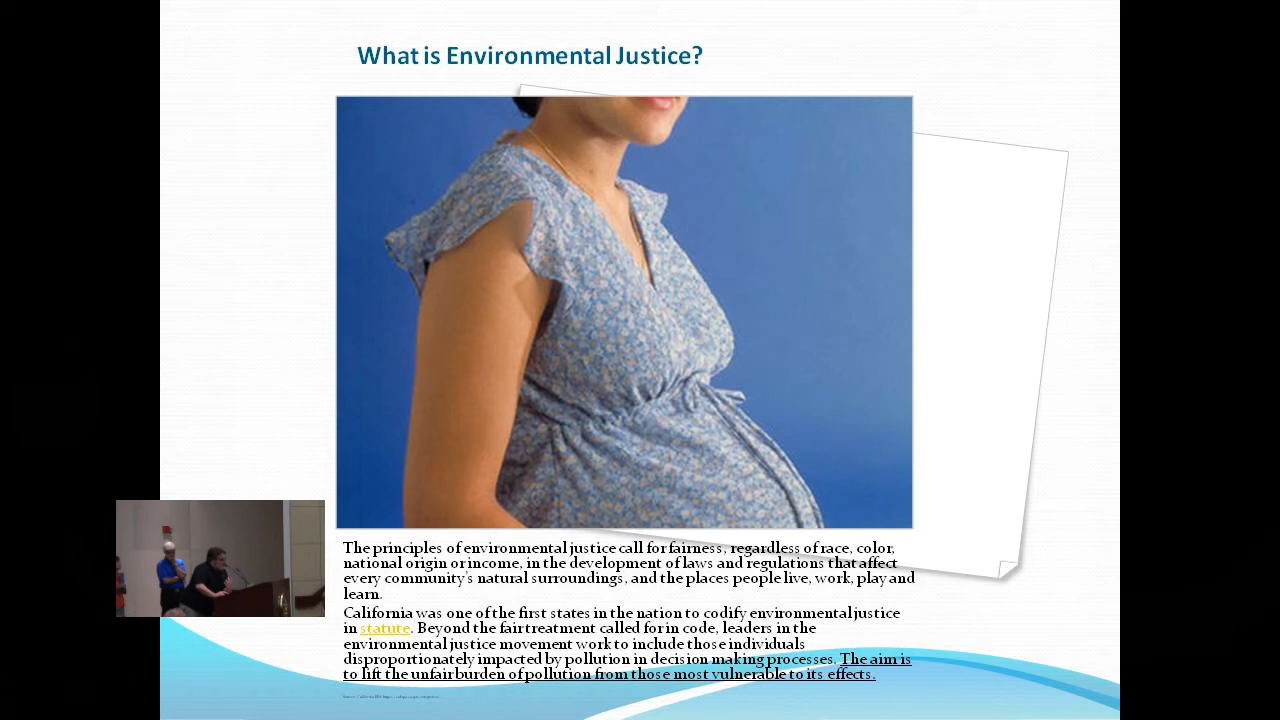 What is Environmental Justice?
The principles of environmental justice call for fairness, regardless of race, color,
national origin or income, in the development of laws and regulations that affect
every community's natural surroundings, and the places people live, work, play and
learn.
California was one of the first states in the nation to codify environmental justice
in statute. Beyond the fair treatment called for in code, leaders in the
environmental justice movement work to include those individuals
disproportionately impacted by pollution in decision making processes. The aim is
to lift the unfair burden of pollution from those most vulnerable to its effects.